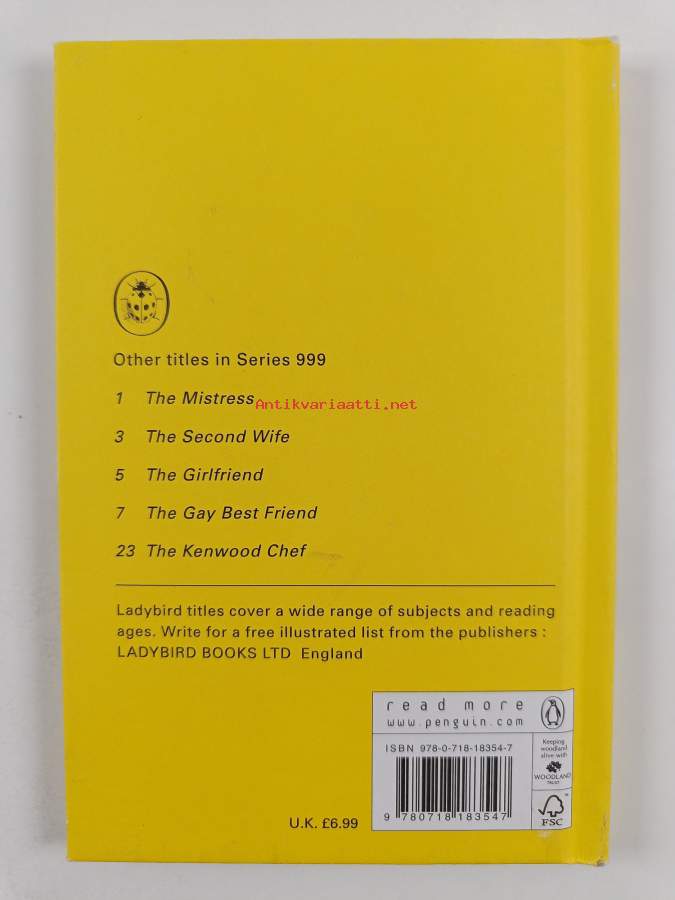 Other titles in Series 999
1 The Mistress
Antikvariaatti.net
3 The Second Wife
5 The Girlfriend
7 The Gay Best Friend
23 The Kenwood Chef
Ladybird titles cover a wide range of subjects and reading
ages. Write for a free illustrated list from the publishers :
LADYBIRD BOOKS LTD England
read more
www.penguin.com
ISBN 978-0-718-18354-7
9 780718 183547
Keeping
woodland
alive with
WOODLAND
TRUST
FSC
U.K. £6.99